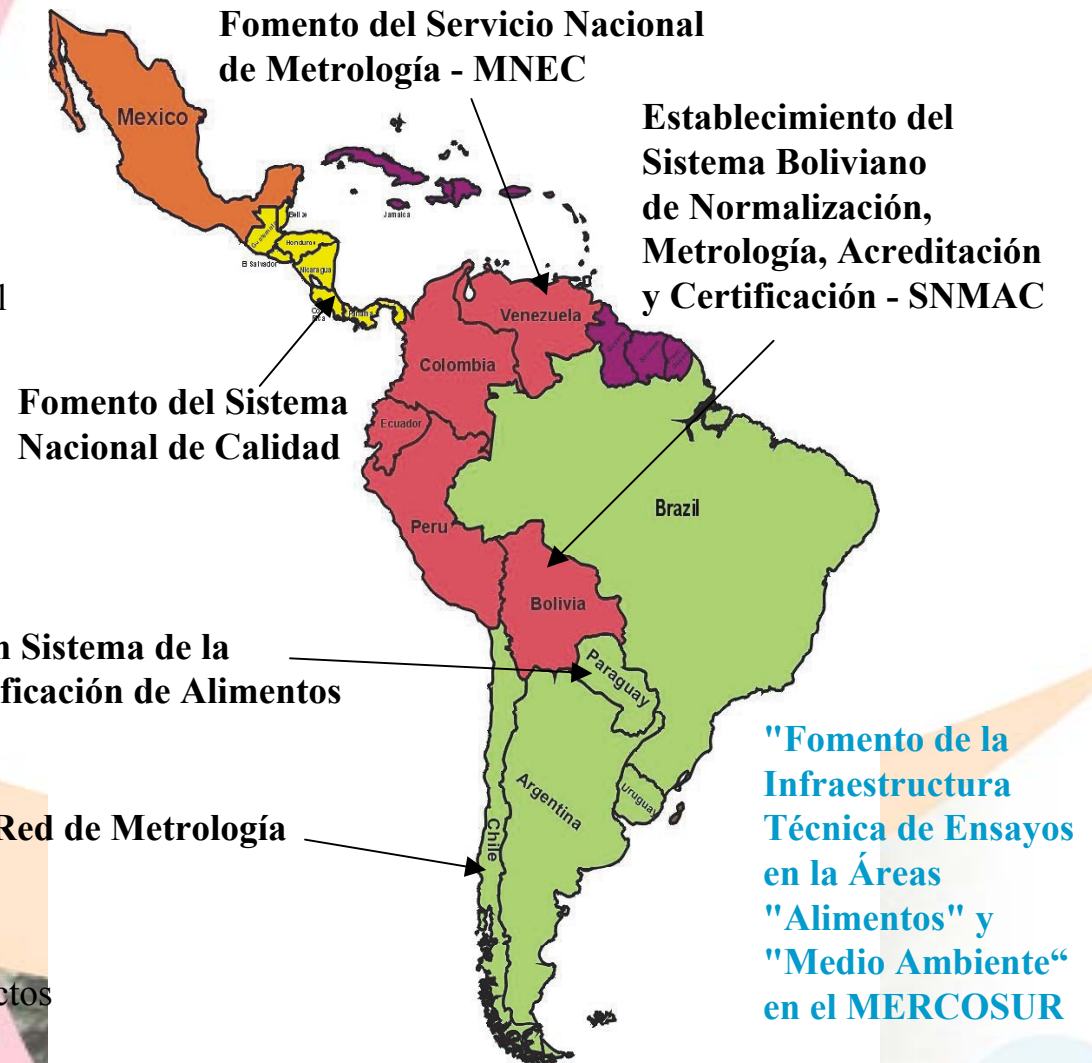 Fomento del Servicio Nacional
de Metrología - MNEC
Mexico
Establecimiento del
Sistema Boliviano
de Normalización,
Metrología, Acreditación
y Certificación - SNMAC
Jamaica
Honduras
El Salvador
Nicaragua
Venezuela
Colombia
Fomento del Sistema
Nacional de Calidad
Ecuador
Brazil
Peru
Bolivia
Sistema de la
ficación de Alimentos
Paraguay
"Fomento de la
Infraestructura
Técnica de Ensayos
en la Áreas
"Alimentos" y
"Medio Ambiente“
en el MERCOSUR
Argentina
Uruguay
Red de Metrología
Chile
ctos